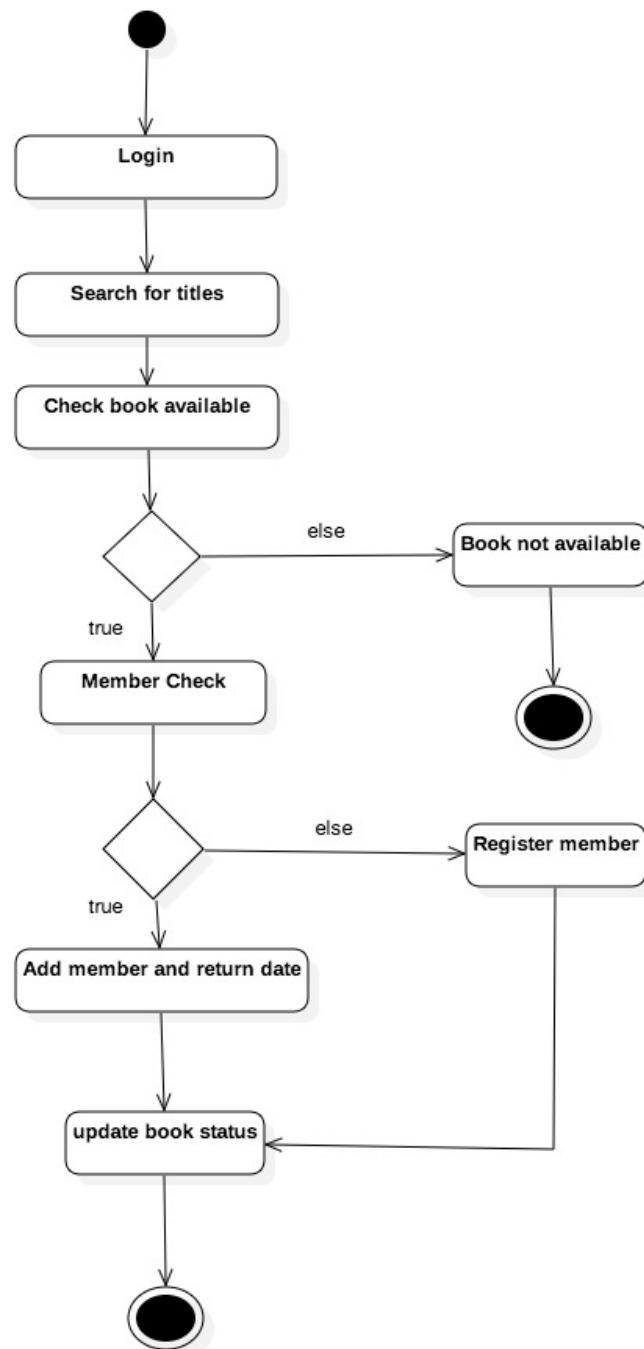 Login
Search for titles
Check book available
else
Book not available
true
Member Check
else
Register member
true
Add member and return date
update book status